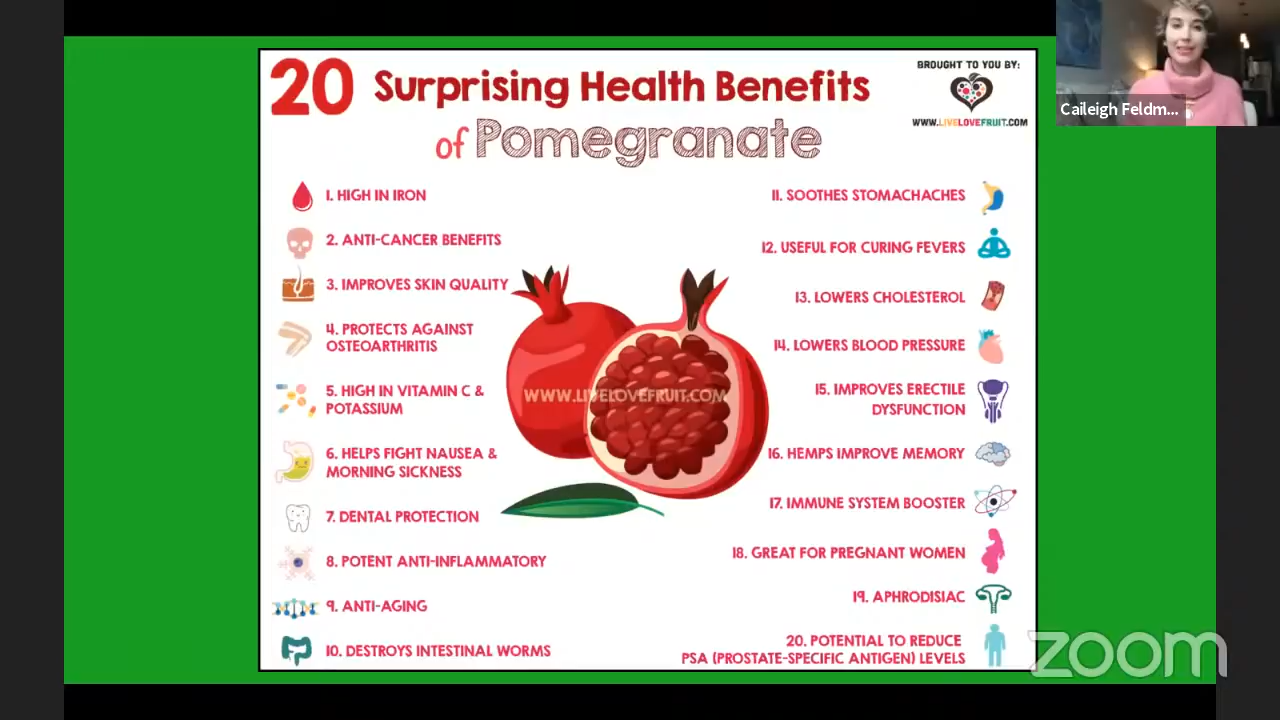 20 Surprising Health Benefits
of Pomegranate
BROUGHT TO YOU BY:
WWW.LIVELOVEFRUIT.COM
Caileigh Feldm...
1. HIGH IN IRON
2. ANTI-CANCER BENEFITS
3. IMPROVES SKIN QUALITY
4. PROTECTS AGAINST
OSTEOARTHRITIS
5. HIGH IN VITAMIN C &
POTASSIUM
6. HELPS FIGHT NAUSEA &
MORNING SICKNESS
7. DENTAL PROTECTION
8. POTENT ANTI-INFLAMMATORY
9. ANTI-AGING
10. DESTROYS INTESTINAL WORMS
WWW.LIVELOVEFRUIT.COM
11. SOOTHES STOMACHACHES
12. USEFUL FOR CURING FEVERS
13. LOWERS CHOLESTEROL
14. LOWERS BLOOD PRESSURE
15. IMPROVES ERECTILE
DYSFUNCTION
16. HEMPS IMPROVE MEMORY
17. IMMUNE SYSTEM BOOSTER
18. GREAT FOR PREGNANT WOMEN
19. APHRODISIAC
20. POTENTIAL TO REDUCE
PSA (PROSTATE-SPECIFIC ANTIGEN) LEVELS
zoom